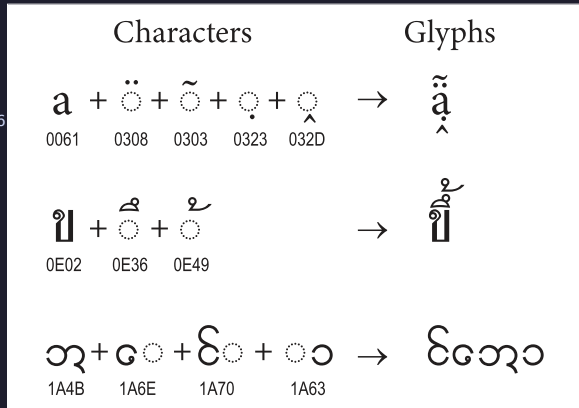 Characters Glyphs
a + ◌̈ + ◌̃ + ◌̣ + ◌̭ → ạ̭̈̃
0061 0308 0303 0323 032D
ข + ◌ึ + ◌้ → ขึ้
0E02 0E36 0E49
ᩋ + ◌ᩮ + ◌ᩰ + ◌ᩣ → ᩋᩮᩰᩣ
1A4B 1A6E 1A70 1A63